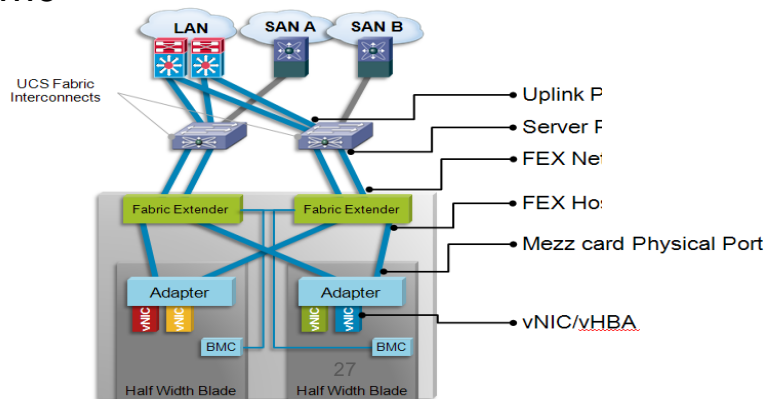 LAN
SAN A
SAN B
UCS Fabric
Interconnects
Uplink P
Server P
FEX Net
FEX Hos
Mezz card Physical Port
vNIC/vHBA
Fabric Extender
Fabric Extender
Adapter
Adapter
vNIC
vNIC
vNIC
vNIC
BMC
BMC
27
Half Width Blade
Half Width Blade